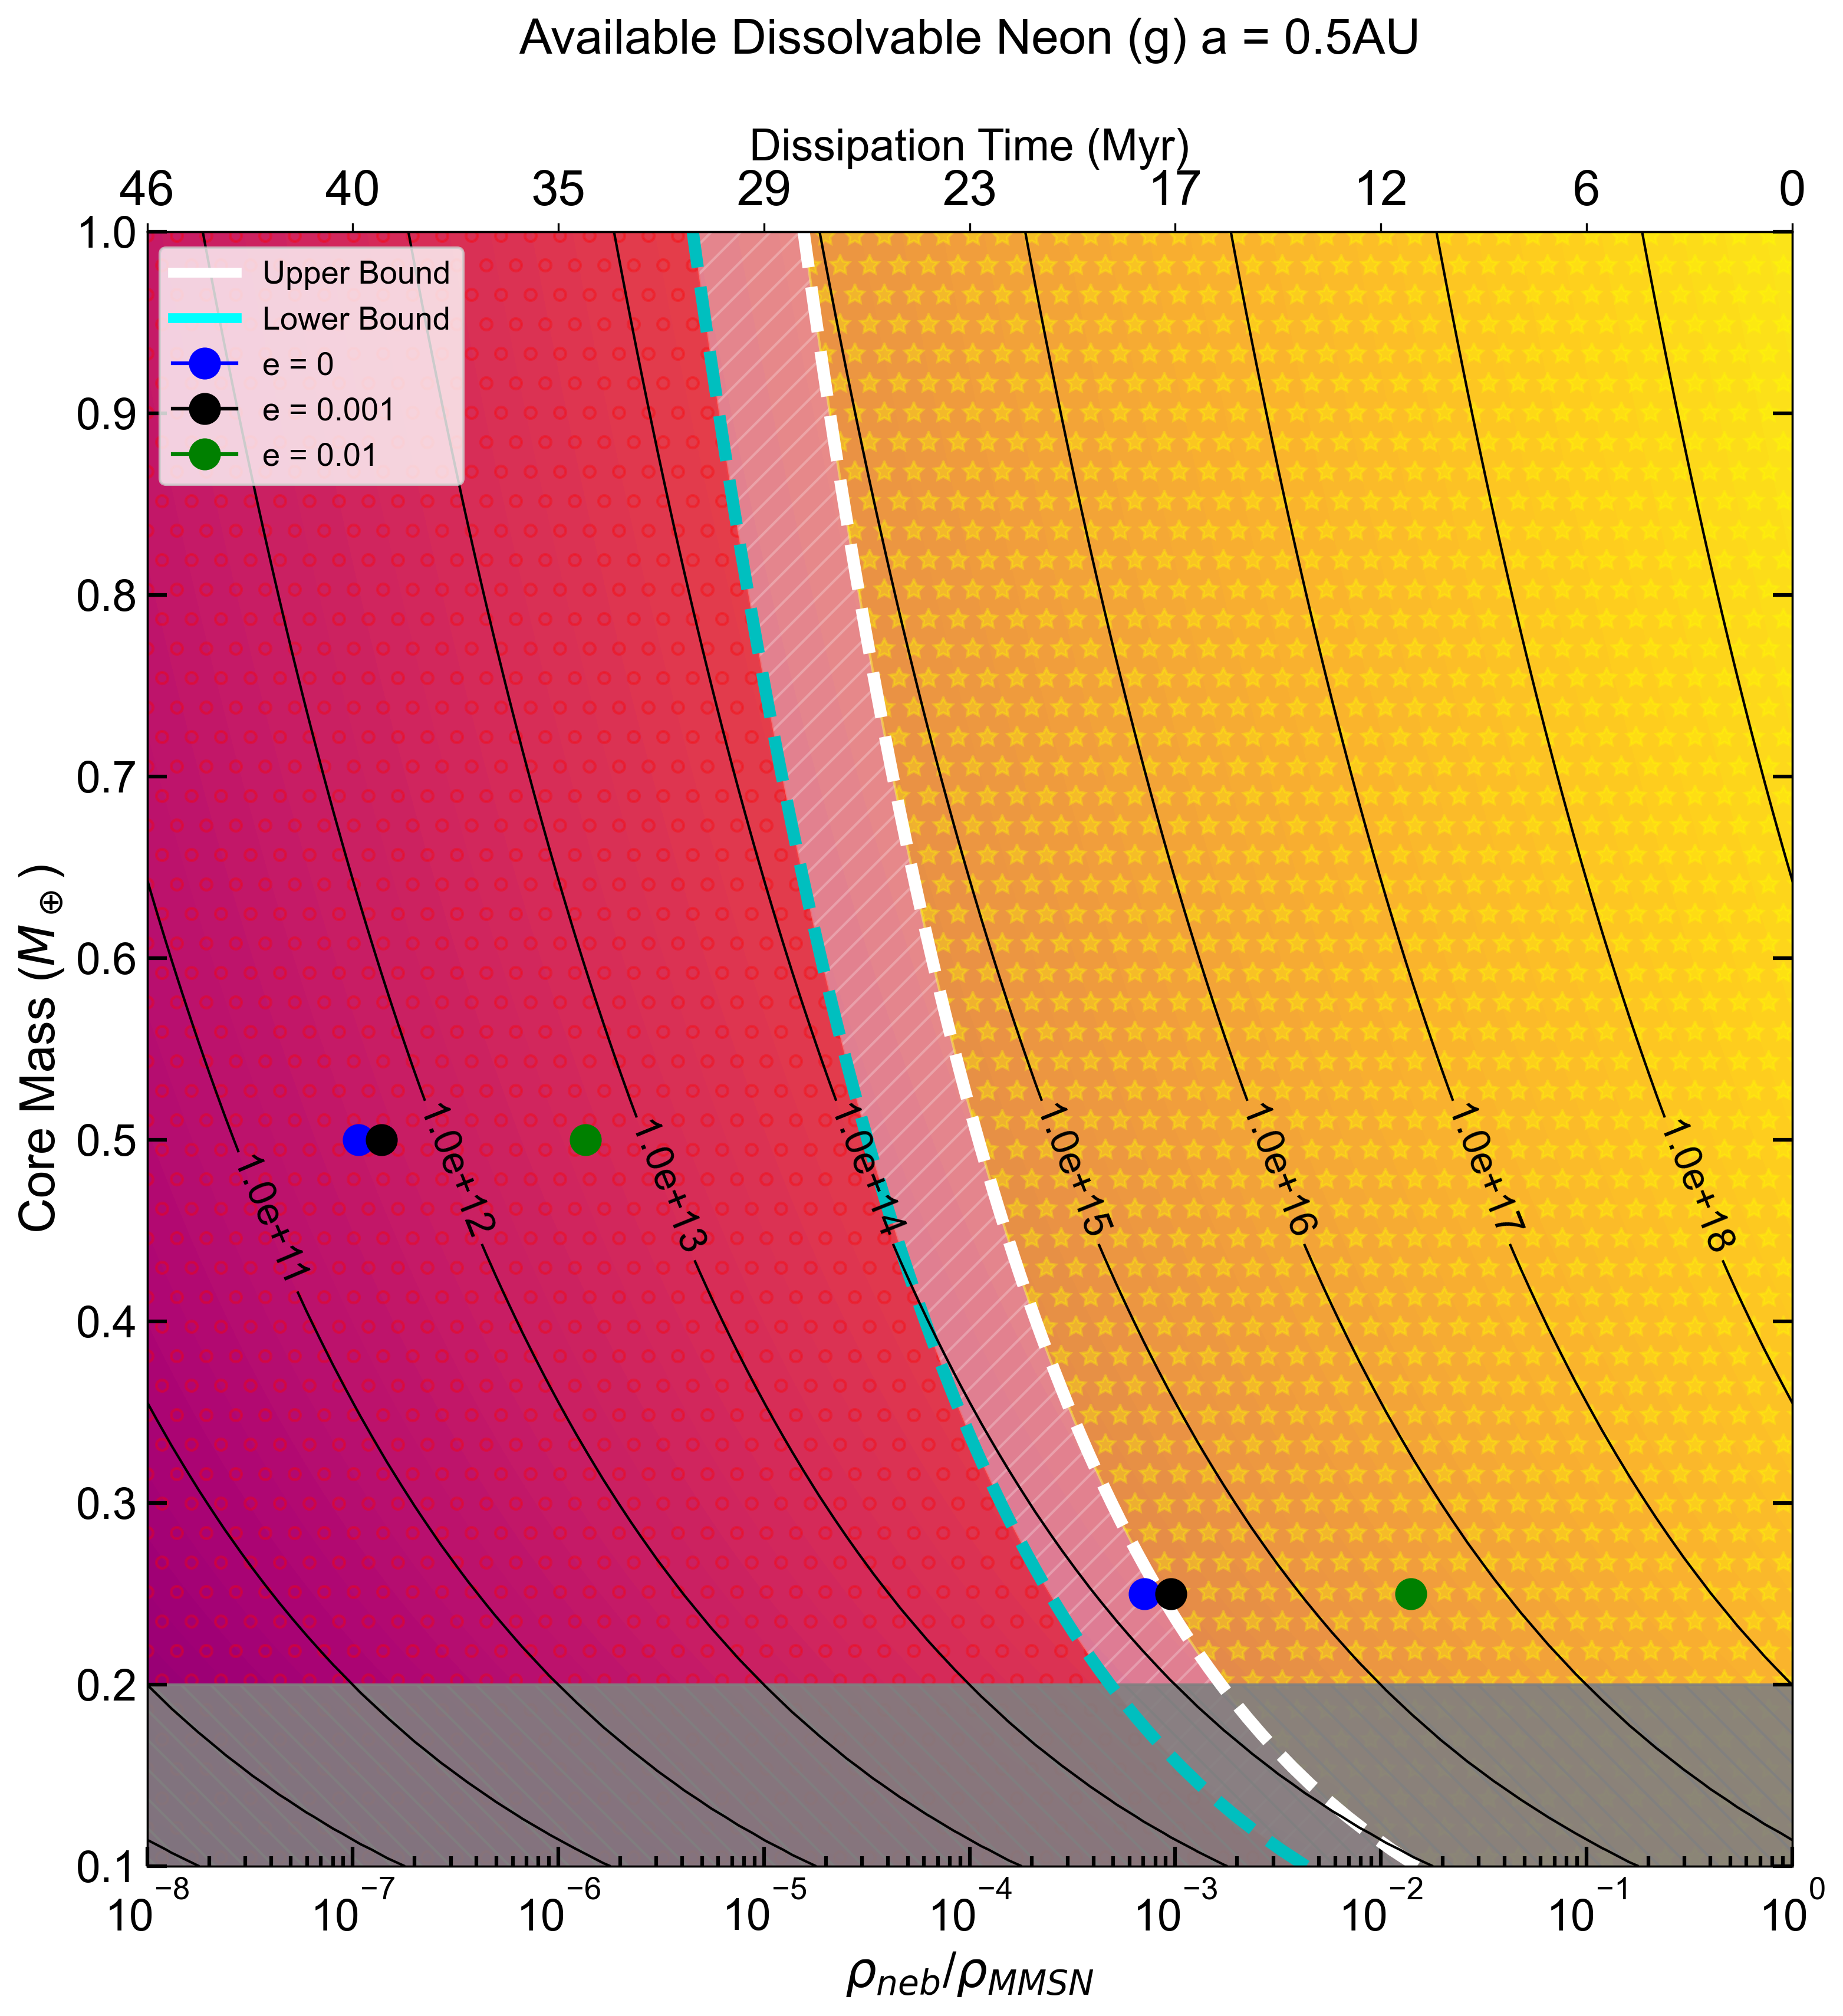 Available Dissolvable Neon (g) a = 0.5AU
Dissipation Time (Myr)
46 40 35 29 23 17 12 6 0
Upper Bound
Lower Bound
e = 0
e = 0.001
e = 0.01
1.0
0.9
0.8
0.7
0.6
0.5
0.4
0.3
0.2
0.1
Core Mass (M⊕)
1.0e+11
1.0e+12
1.0e+13
1.0e+14
1.0e+15
1.0e+16
1.0e+17
1.0e+18
10⁻⁸ 10⁻⁷ 10⁻⁶ 10⁻⁵ 10⁻⁴ 10⁻³ 10⁻² 10⁻¹ 10⁰
ρneb/ρMMSN